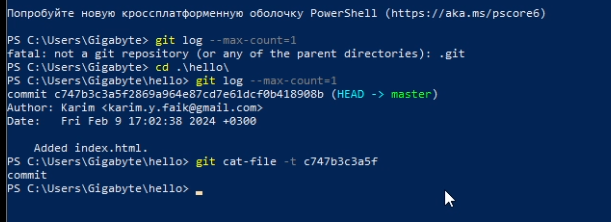 Попробуйте новую кроссплатформенную оболочку PowerShell (https://aka.ms/pscore6)
PS C:\Users\Gigabyte> git log --max-count=1
fatal: not a git repository (or any of the parent directories): .git
PS C:\Users\Gigabyte> cd .\hello\
PS C:\Users\Gigabyte\hello> git log --max-count=1
commit c747b3c3a5f2869a964e87cd7e61dcf0b418908b (HEAD -> master)
Author: Karim <karim.y.faik@gmail.com>
Date:   Fri Feb 9 17:02:38 2024 +0300
    Added index.html.
PS C:\Users\Gigabyte\hello> git cat-file -t c747b3c3a5f
commit
PS C:\Users\Gigabyte\hello>